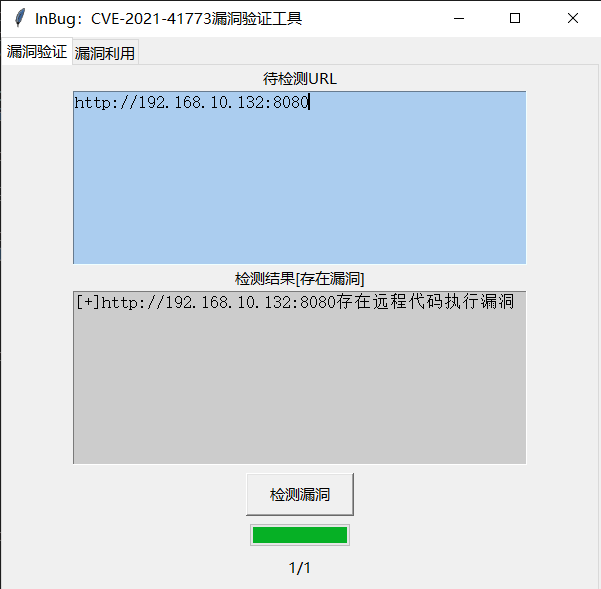 InBug：CVE-2021-41773漏洞验证工具
漏洞验证 漏洞利用
待检测URL
http://192.168.10.132:8080
检测结果[存在漏洞]
[+]http://192.168.10.132:8080存在远程代码执行漏洞
检测漏洞
1/1